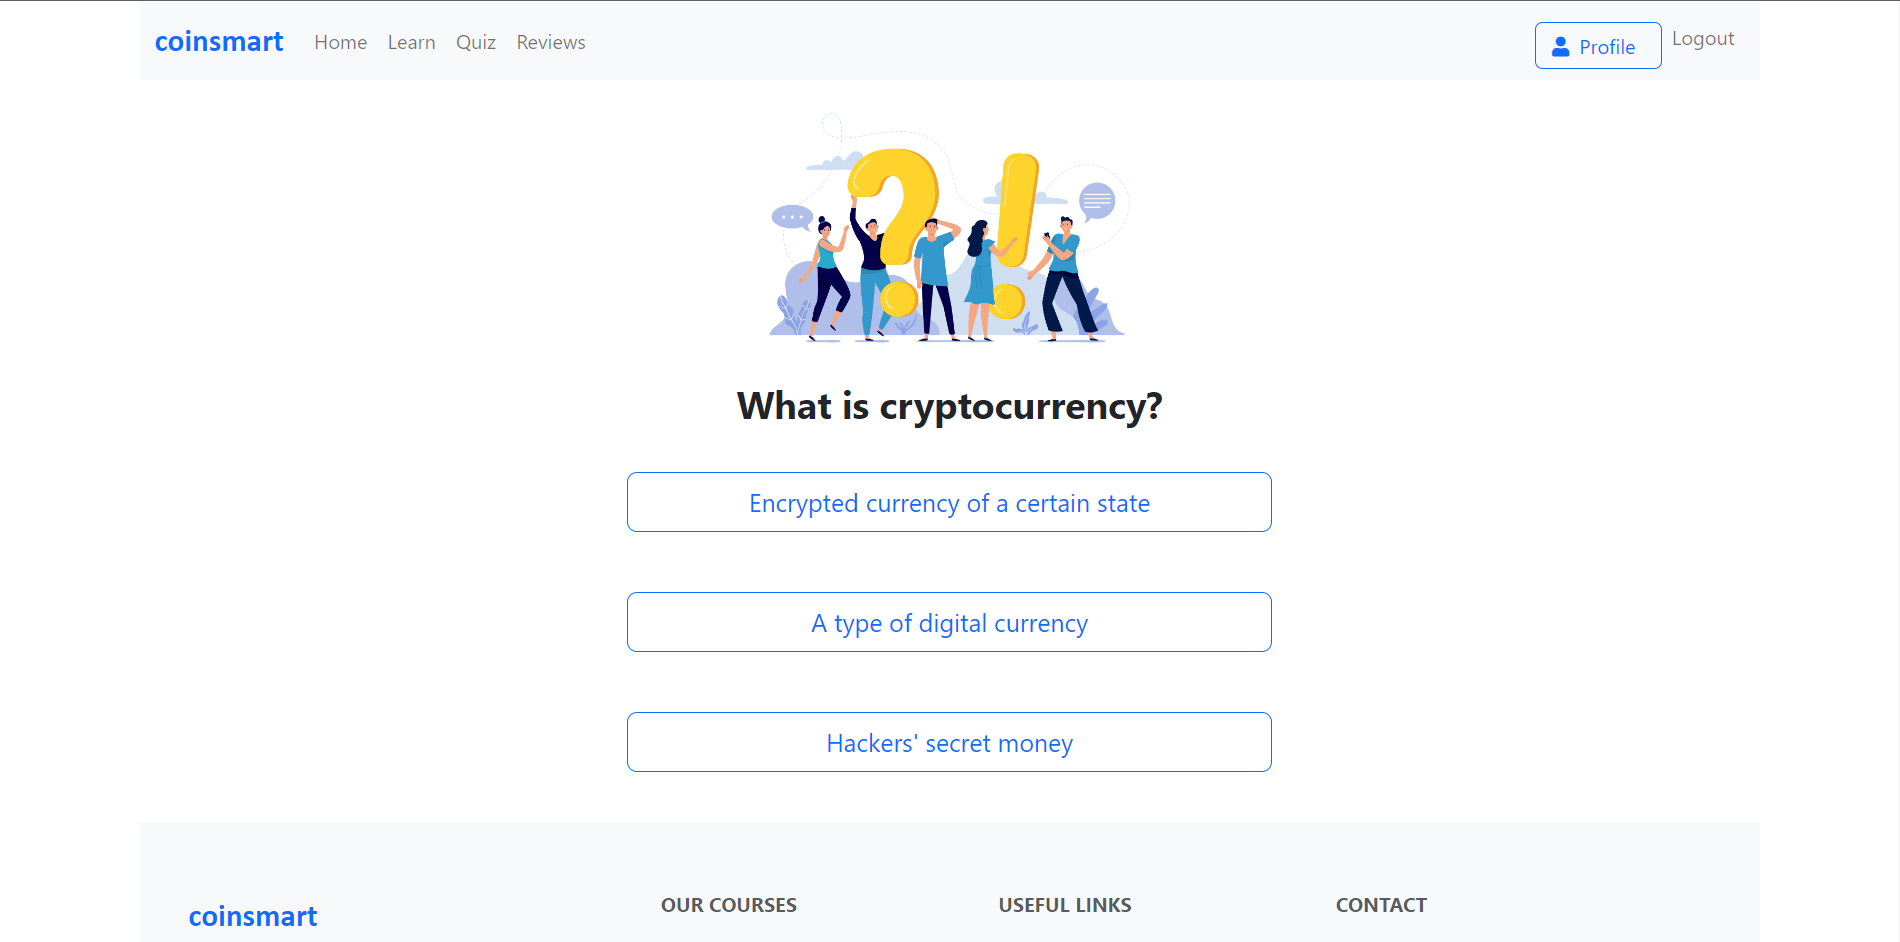 coinsmart Home Learn Quiz Reviews Profile Logout
What is cryptocurrency?
Encrypted currency of a certain state
A type of digital currency
Hackers' secret money
coinsmart OUR COURSES USEFUL LINKS CONTACT